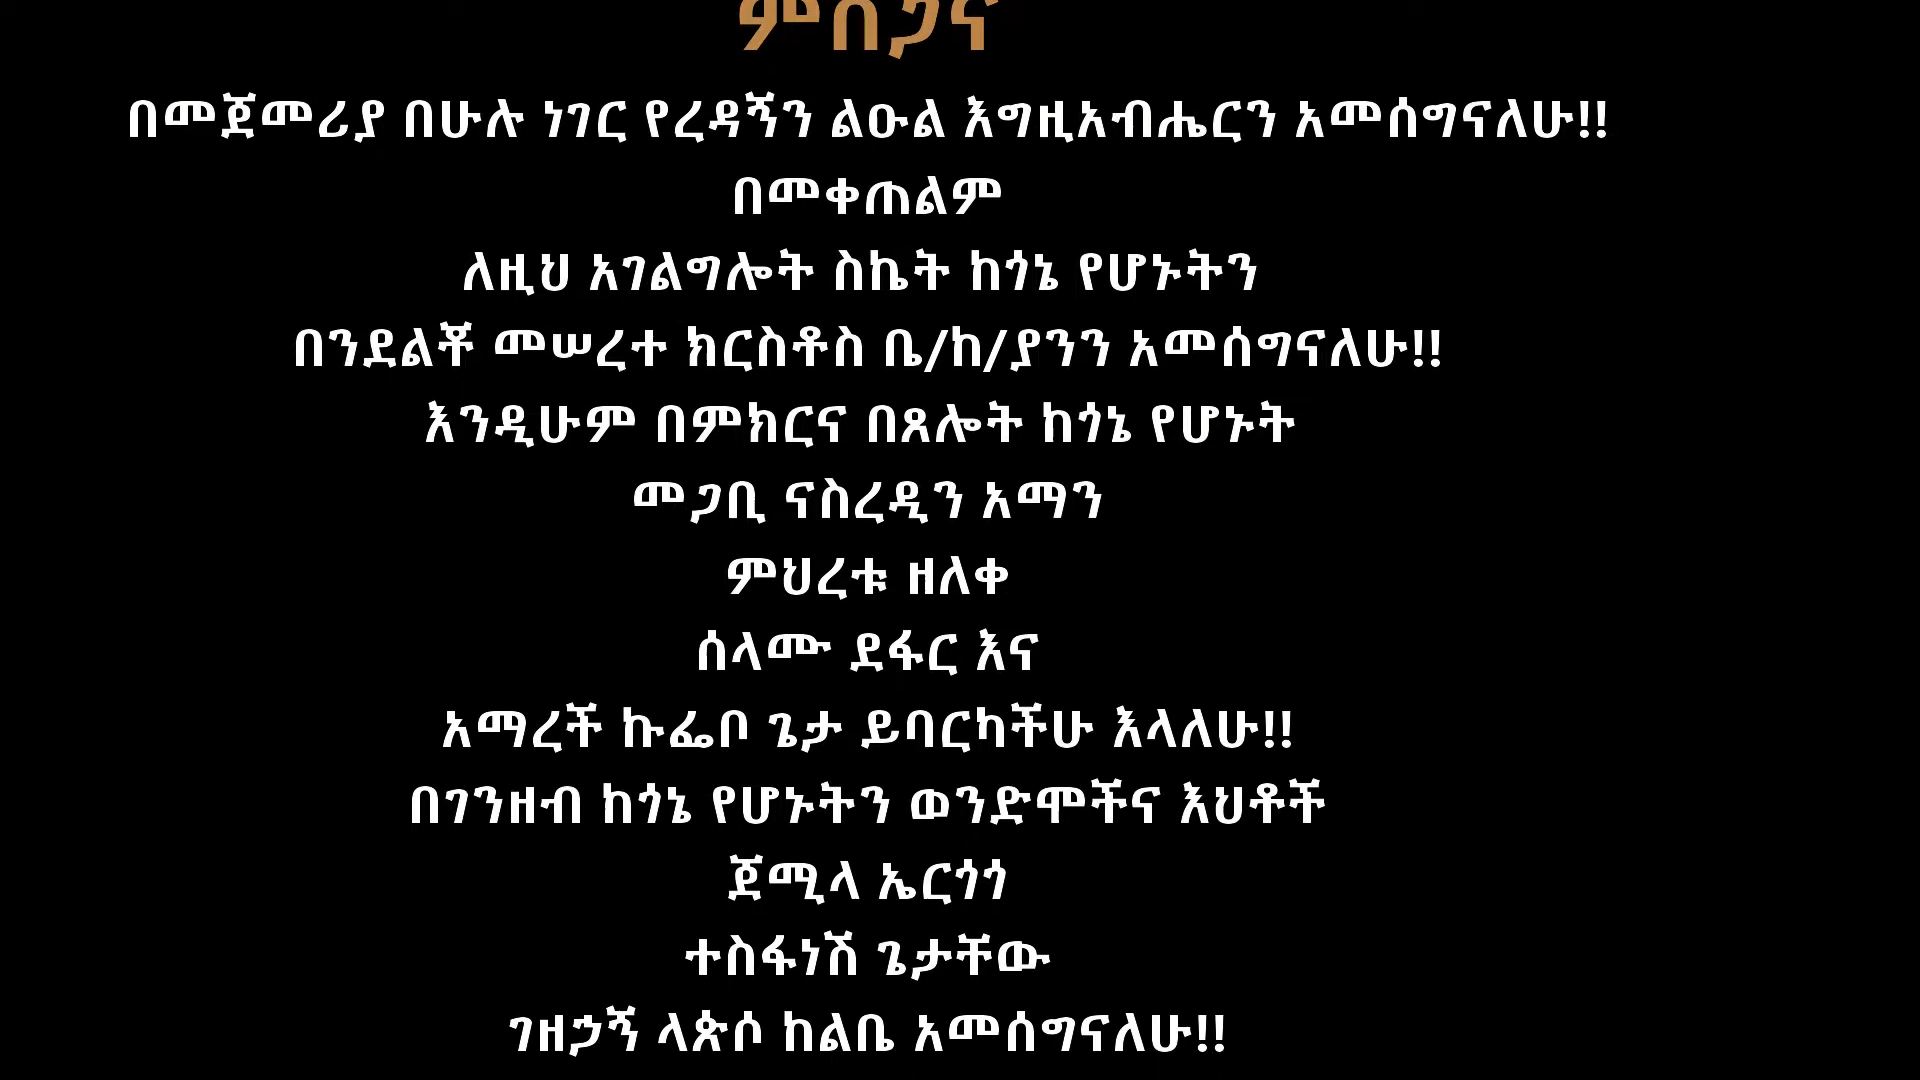 ምስጋና
በመጀመሪያ በሁሉ ነገር የረዳኝን ልዑል እግዚአብሔርን አመሰግናለሁ!!
በመቀጠልም
ለዚህ አገልግሎት ስኬት ከጎኔ የሆኑትን
በንደልቾ መሠረተ ክርስቶስ ቤ/ከ/ያንን አመሰግናለሁ!!
እንዲሁም በምክርና በጸሎት ከጎኔ የሆኑት
መጋቢ ናስረዲን አማን
ምህረቱ ዘለቀ
ሰላሙ ደፋር እና
አማረች ኩፌቦ ጌታ ይባርካችሁ እላለሁ!!
በገንዘብ ከጎኔ የሆኑትን ወንድሞችና እህቶች
ጀሚላ ኤርጎጎ
ተስፋነሽ ጌታቸው
ገዘኃኝ ላጵሶ ከልቤ አመሰግናለሁ!!